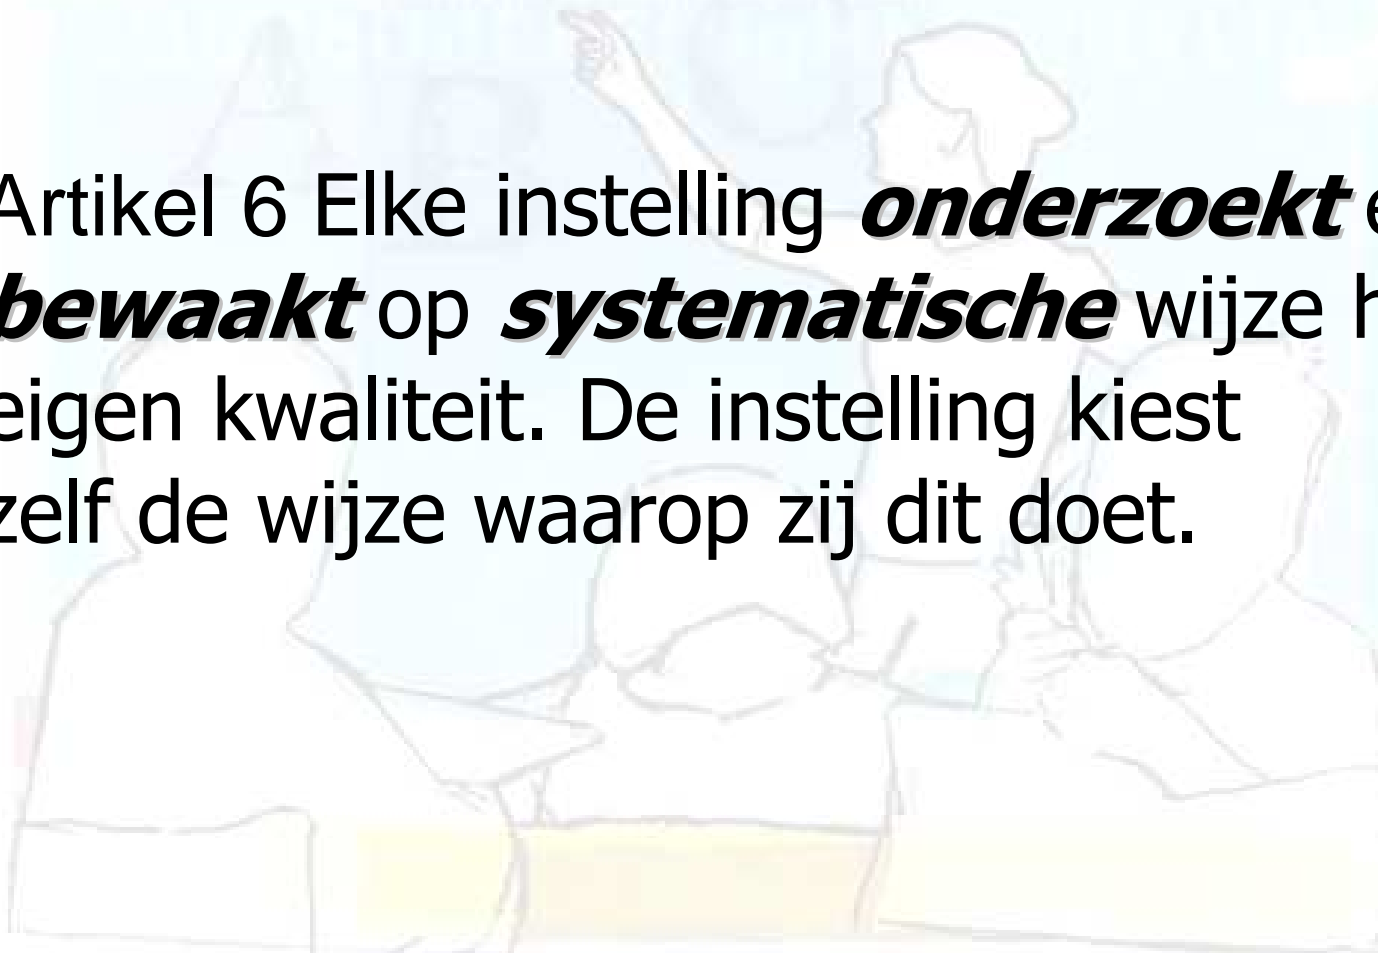 Artikel 6 Elke instelling onderzoekt e
bewaakt op systematische wijze h
eigen kwaliteit. De instelling kiest
zelf de wijze waarop zij dit doet.